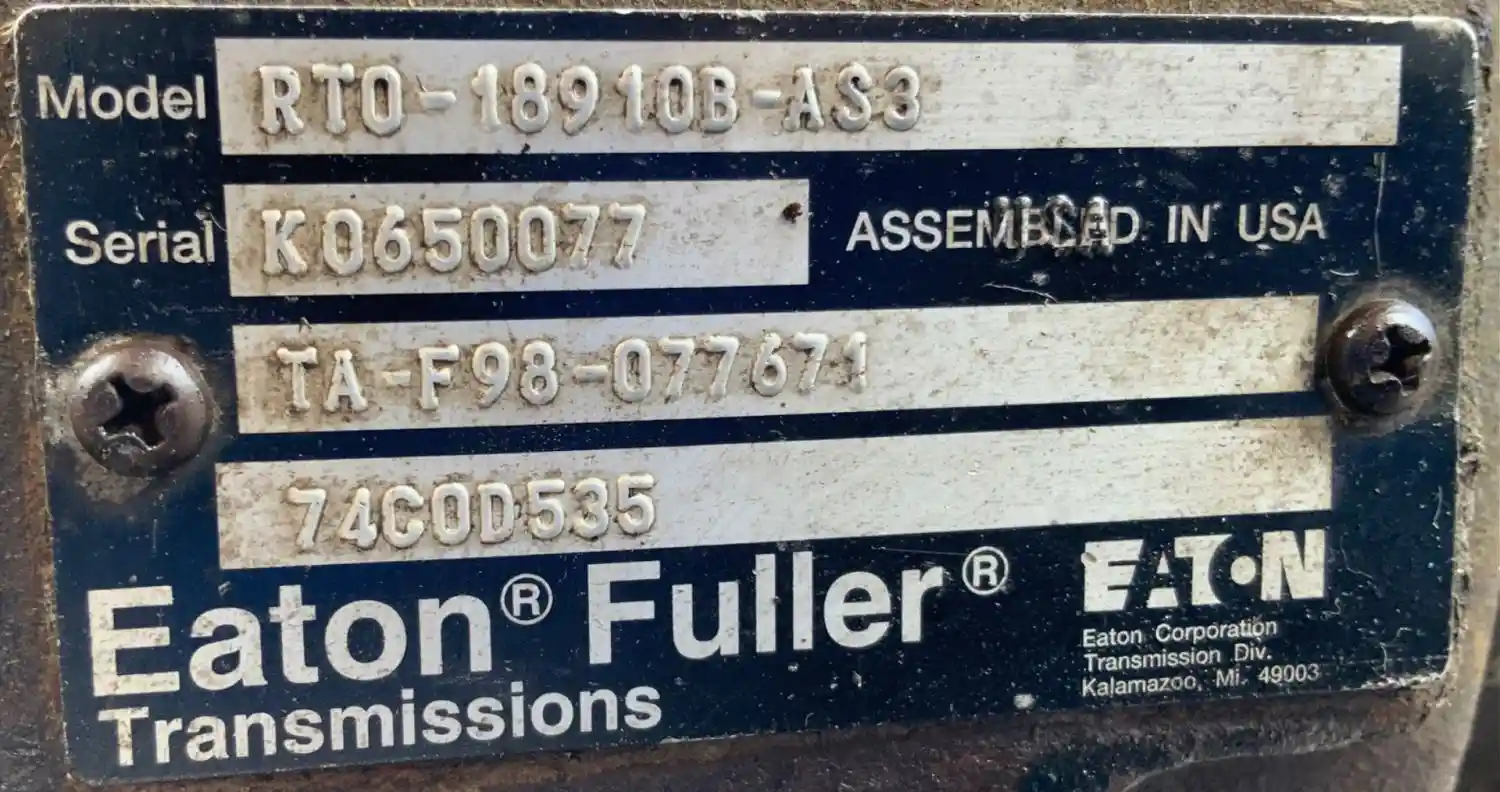 Model RTO-18910B-AS3
Serial K0650077 ASSEMBLED IN USA
USA
TA-F98-077671
74C0D535
Eaton® Fuller®
Transmissions
EATON
Eaton Corporation
Transmission Div.
Kalamazoo, Mi. 49003